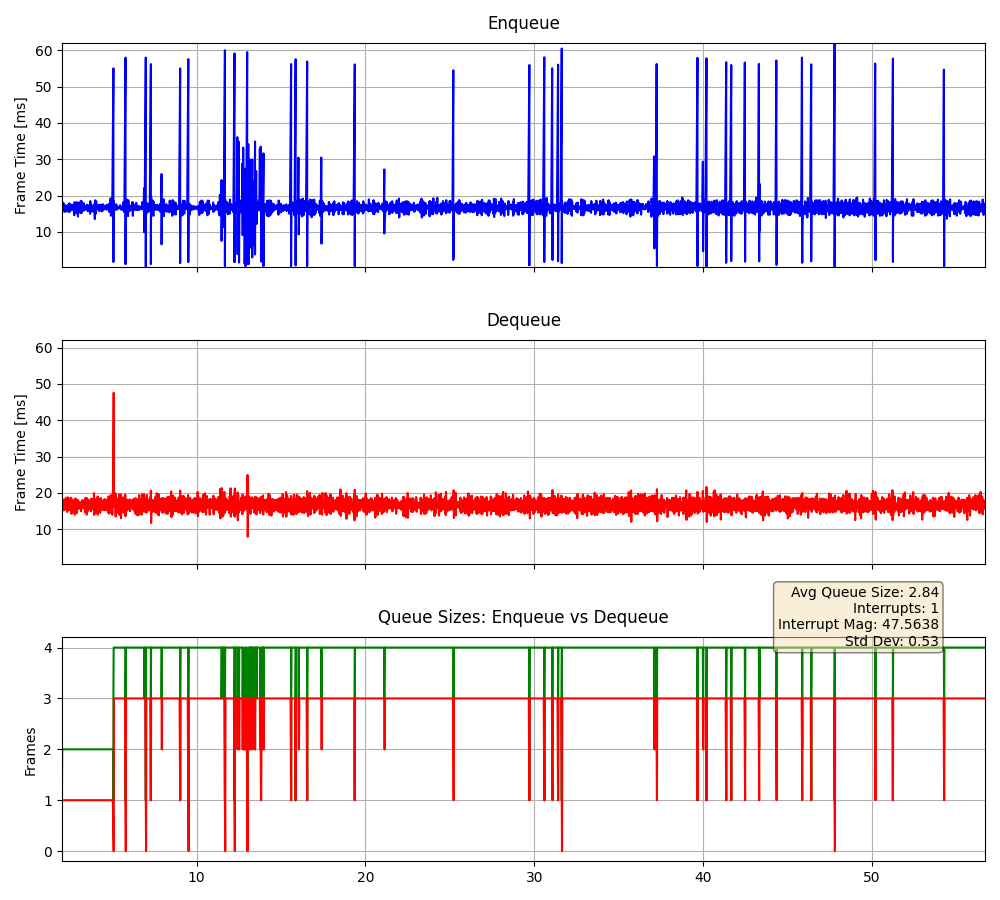 Enqueue
Frame Time [ms]
60
50
40
30
20
10
Dequeue
Frame Time [ms]
60
50
40
30
20
10
Avg Queue Size: 2.84
Interrupts: 1
Interrupt Mag: 47.5638
Std Dev: 0.53
Queue Sizes: Enqueue vs Dequeue
Frames
4
3
2
1
0
10 20 30 40 50